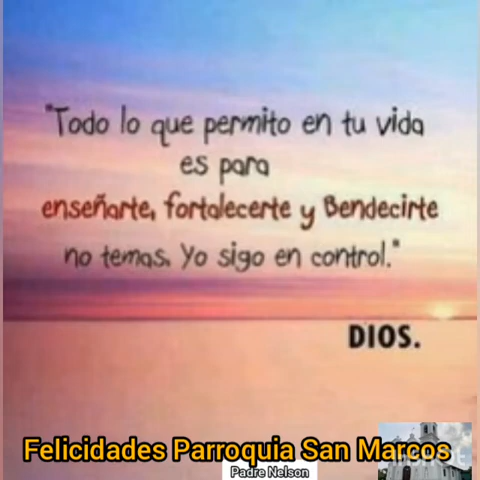 "Todo lo que permito en tu vida
es para
enseñarte, fortalecerte y Bendecirte
no temas, Yo sigo en control."
DIOS.
Felicidades Parroquia San Marcos
Padre Nelson